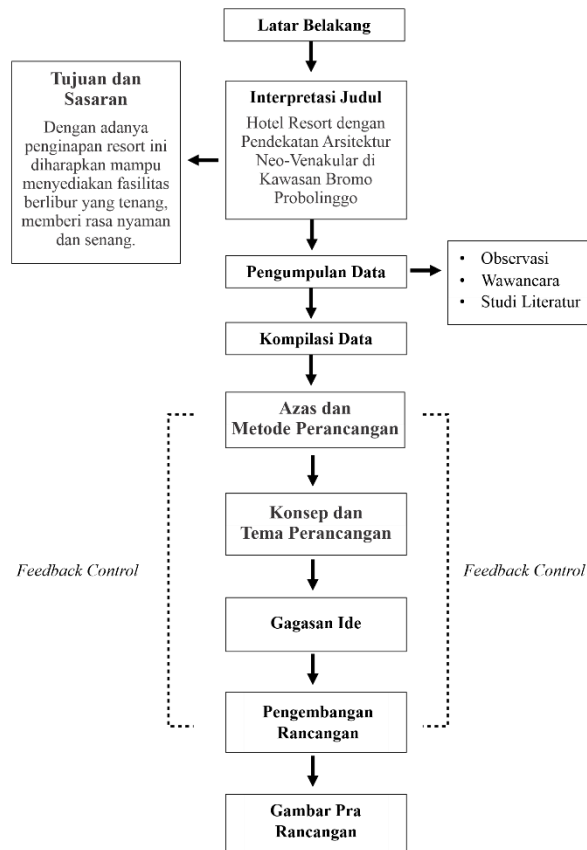 Latar Belakang
Tujuan dan
Sasaran
Dengan adanya
penginapan resort ini
diharapkan mampu
menyediakan fasilitas
berlibur yang tenang,
memberi rasa nyaman
dan senang.
Interpretasi Judul
Hotel Resort dengan
Pendekatan Arsitektur
Neo-Venakular di
Kawasan Bromo
Probolinggo
Pengumpulan Data
• Observasi
• Wawancara
• Studi Literatur
Kompilasi Data
Azas dan
Metode Perancangan
Konsep dan
Tema Perancangan
Feedback Control
Feedback Control
Gagasan Ide
Pengembangan
Rancangan
Gambar Pra
Rancangan